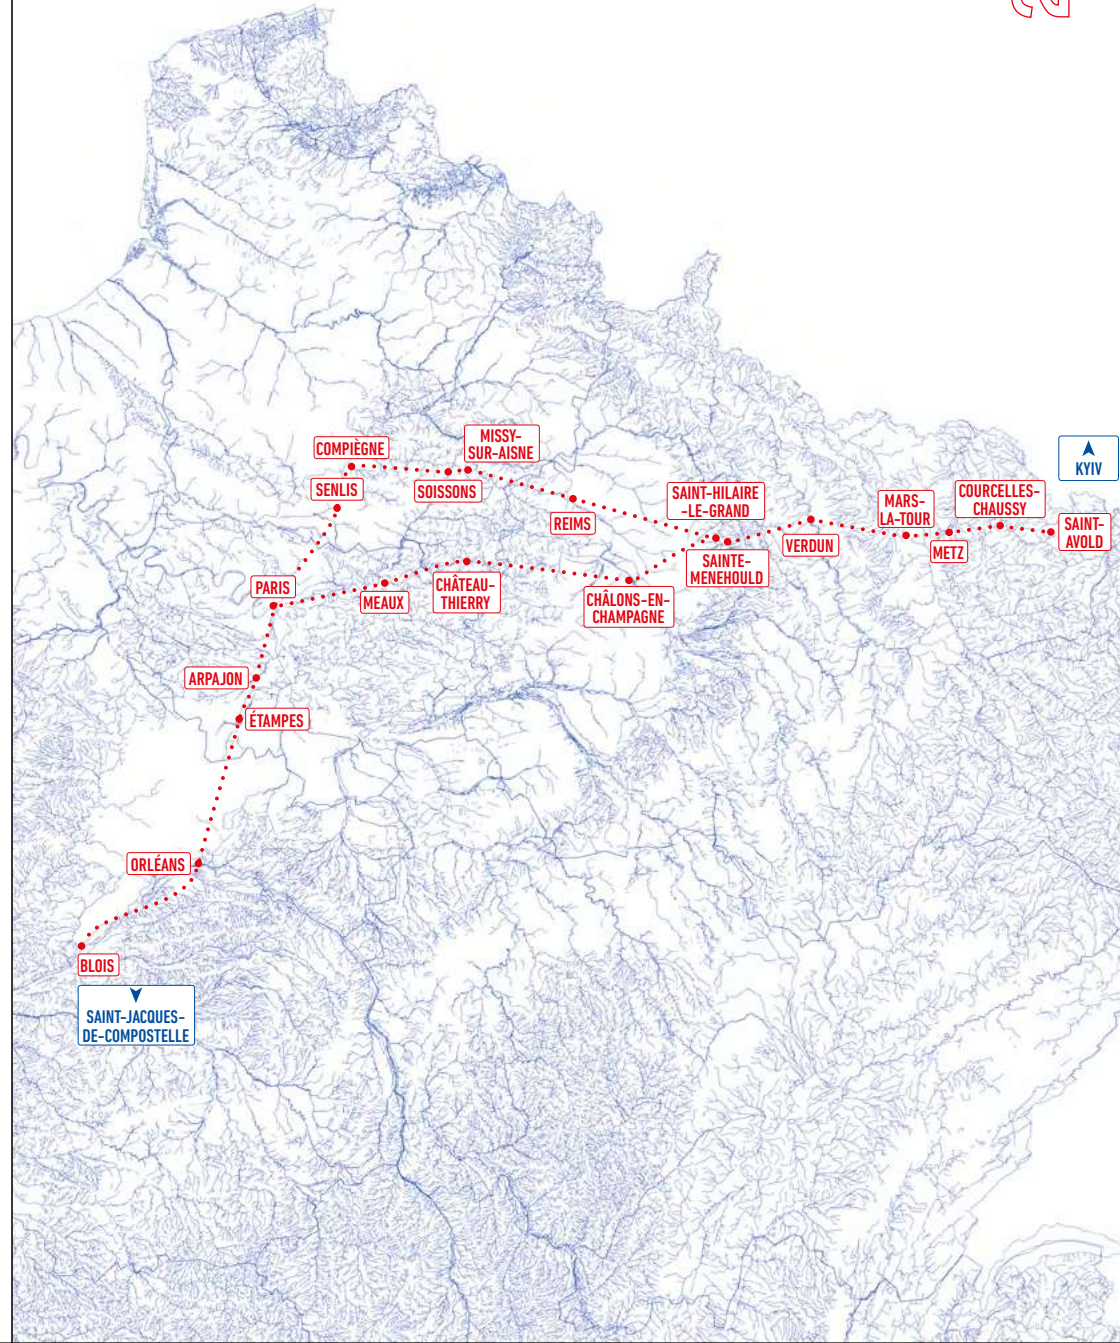 COMPIÈGNE
MISSY-
SUR-AISNE
KYIV
SENLIS
SOISSONS
SAINT-HILAIRE
-LE-GRAND
MARS-
LA-TOUR
COURCELLES-
CHAUSSY
REIMS
SAINT-
AVOLD
VERDUN
METZ
SAINTE-
MENEHOULD
PARIS
MEAUX
CHÂTEAU-
THIERRY
CHÂLONS-EN-
CHAMPAGNE
ARPAJON
ÉTAMPES
ORLÉANS
BLOIS
SAINT-JACQUES-
DE-COMPOSTELLE